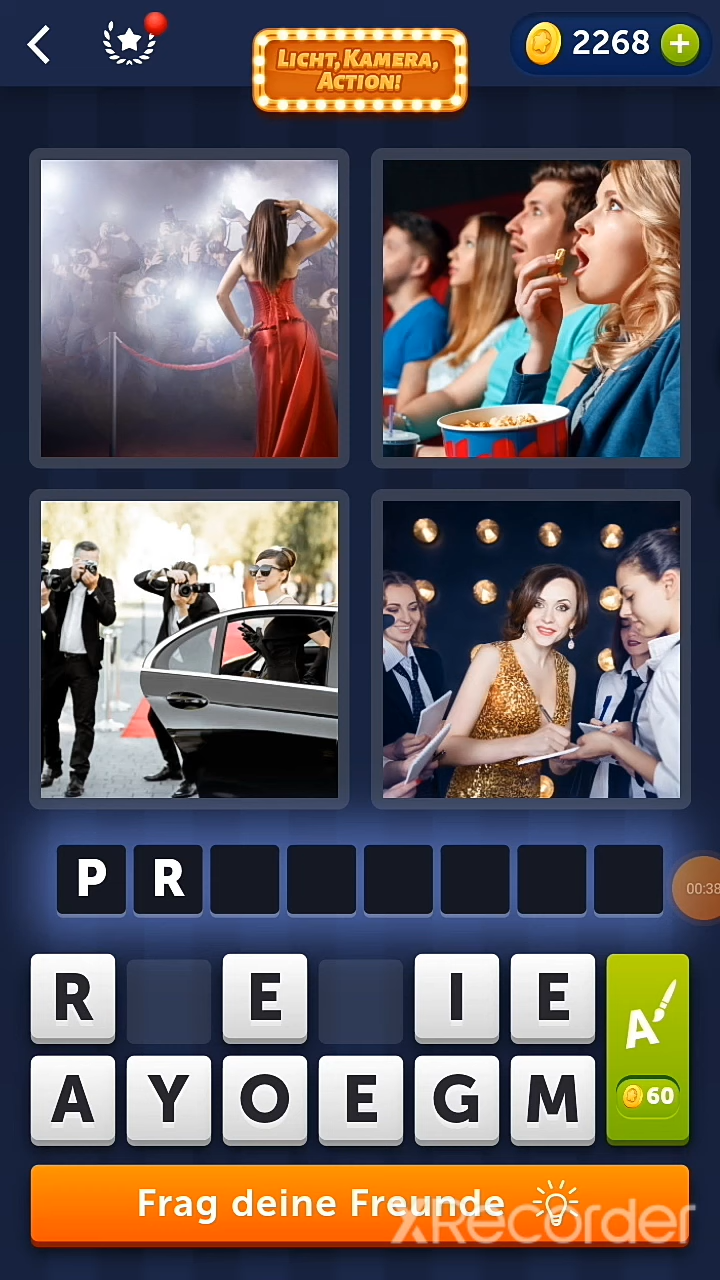 LICHT, KAMERA,
ACTION!
2268 +
P R
R E I E
A
A Y O E G M
60
Frag deine Freunde
XRecorder
00:38